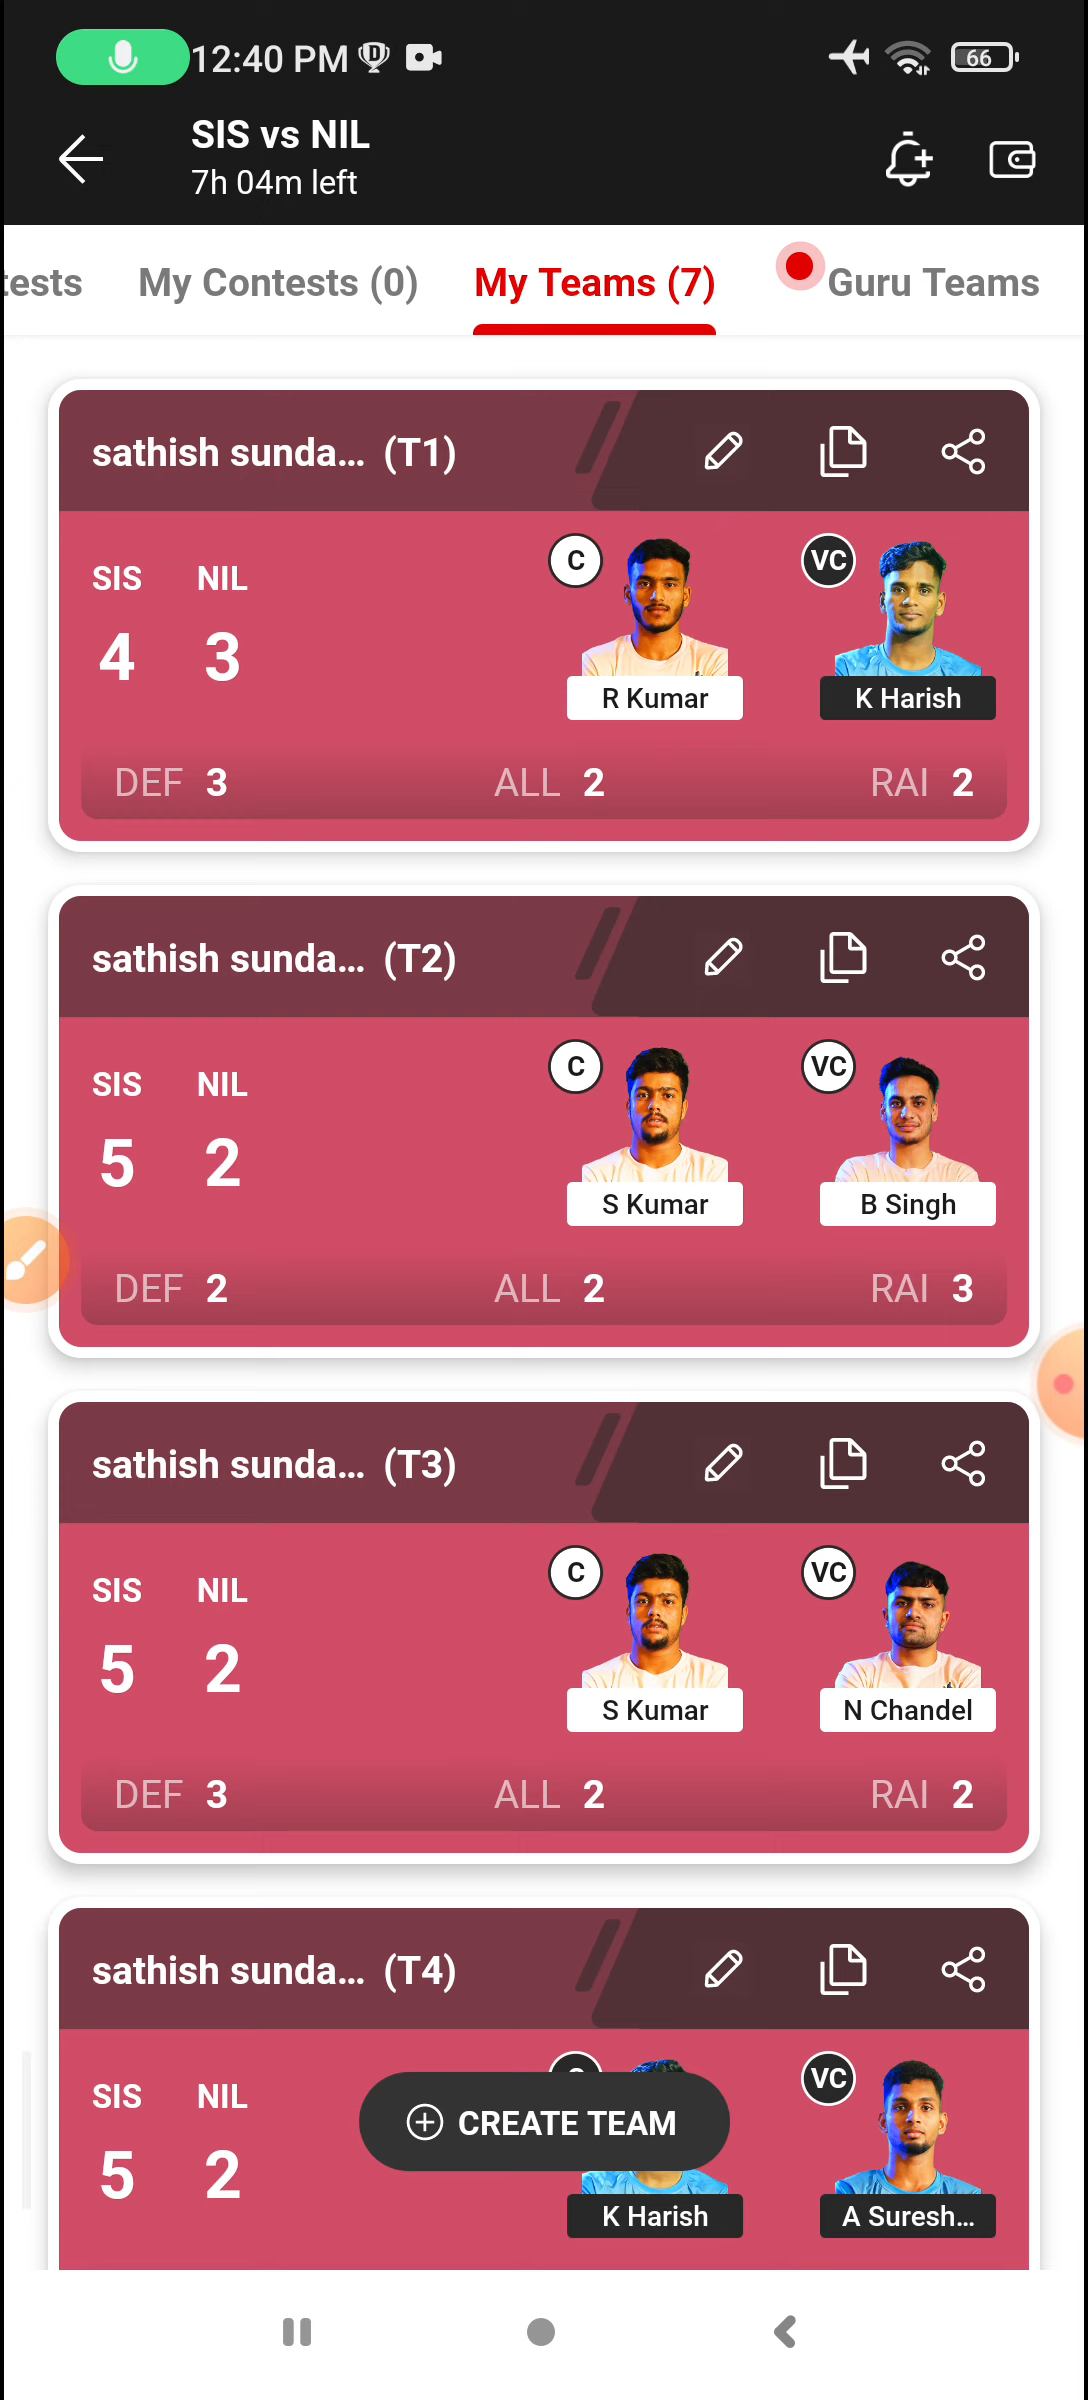 12:40 PM
66
SIS vs NIL
7h 04m left
tests
My Contests (0)
My Teams (7)
Guru Teams
sathish sunda... (T1)
SIS NIL
4 3
C
VC
R Kumar
K Harish
DEF 3
ALL 2
RAI 2
sathish sunda... (T2)
SIS NIL
5 2
C
VC
S Kumar
B Singh
DEF 2
ALL 2
RAI 3
sathish sunda... (T3)
SIS NIL
5 2
C
VC
S Kumar
N Chandel
DEF 3
ALL 2
RAI 2
sathish sunda... (T4)
SIS NIL
5 2
VC
CREATE TEAM
K Harish
A Suresh...